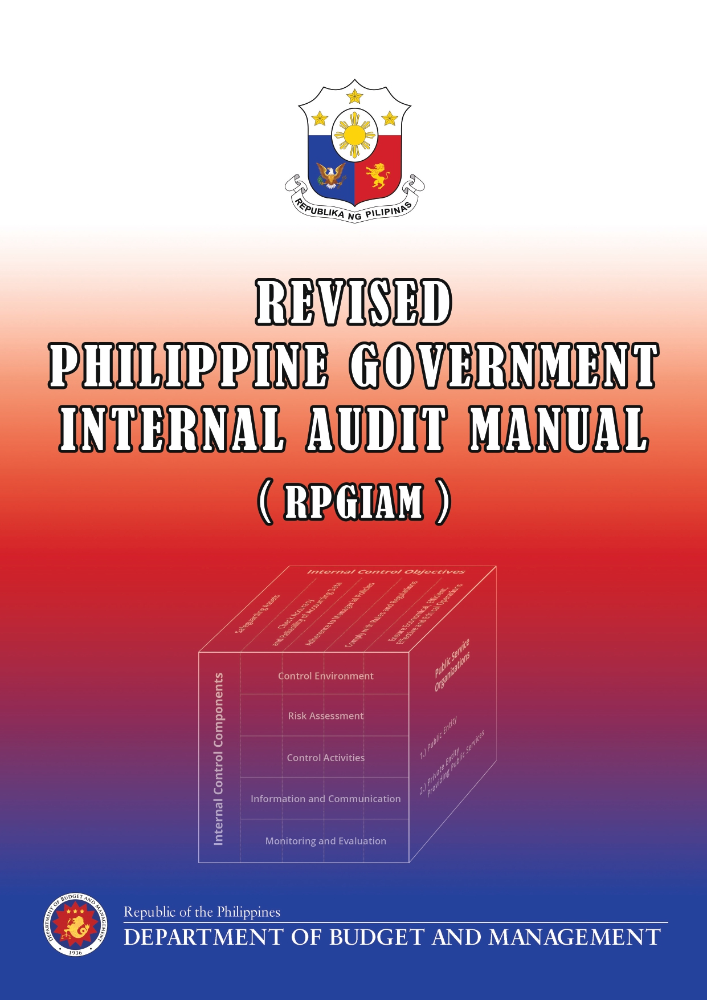 REPUBLIKA NG PILIPINAS
REVISED
PHILIPPINE GOVERNMENT
INTERNAL AUDIT MANUAL
( RPGIAM )
Internal Control Objectives
Safeguarding Assets
Check Accuracy
and Reliability of Accounting Data
Adherence to Managerial Policies
Comply with Rules and Regulations
Ensure Economical, Efficient,
Effective and Ethical Operations
Internal Control Components
Control Environment
Risk Assessment
Control Activities
Information and Communication
Monitoring and Evaluation
Public Service
Organizations
1.) Public Entity
2.) Private Entity
Providing Public Services
DEPARTMENT OF BUDGET AND MANAGEMENT
1936
Republic of the Philippines
DEPARTMENT OF BUDGET AND MANAGEMENT